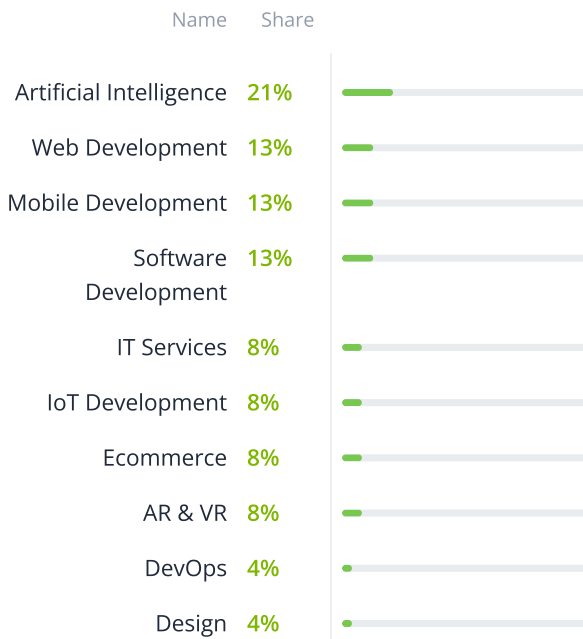 Name Share
Artificial Intelligence 21%
Web Development 13%
Mobile Development 13%
Software 13%
Development
IT Services 8%
IoT Development 8%
Ecommerce 8%
AR & VR 8%
DevOps 4%
Design 4%